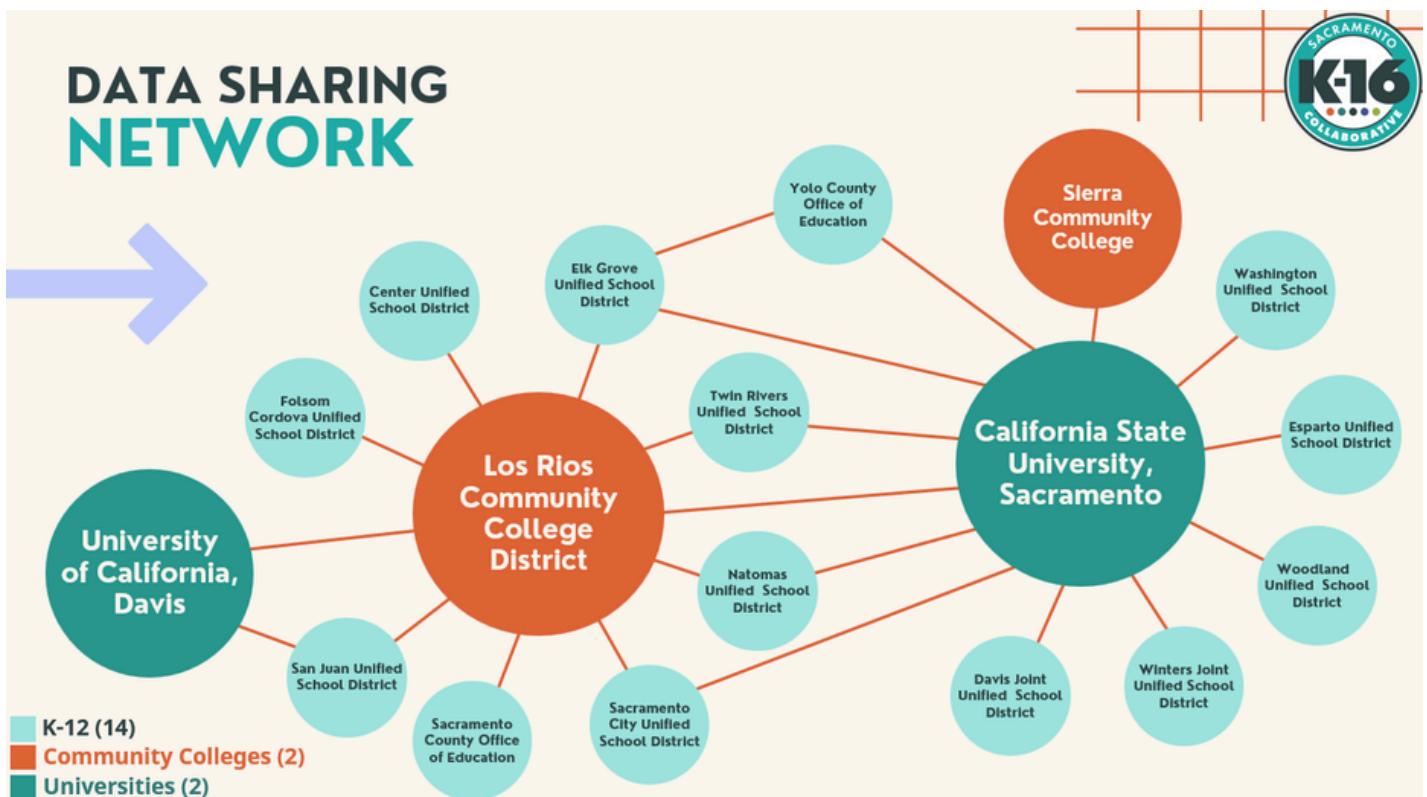 DATA SHARING
NETWORK
SACRAMENTO
K-16
COLLABORATIVE
Yolo County
Office of
Education
Sierra
Community
College
Elk Grove
Unified School
District
Washington
Unified School
District
Center Unified
School District
Folsom
Cordova Unified
School District
Twin Rivers
Unified School
District
Esparto Unified
School District
California State
University,
Sacramento
Los Rios
Community
College
District
University
of California,
Davis
Natomas
Unified School
District
Woodland
Unified School
District
San Juan Unified
School District
Sacramento
County Office
of Education
Sacramento
City Unified
School District
Davis Joint
Unified School
District
Winters Joint
Unified School
District
K-12 (14)
Community Colleges (2)
Universities (2)